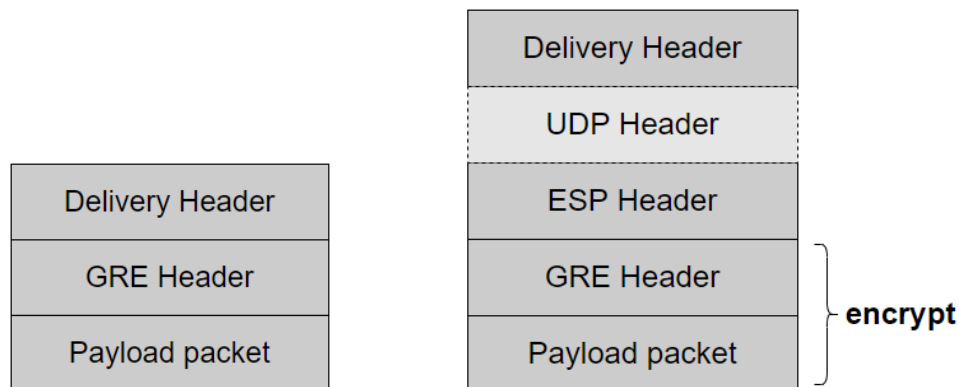 Delivery Header
GRE Header
Payload packet
Delivery Header
UDP Header
ESP Header
GRE Header
Payload packet
encrypt